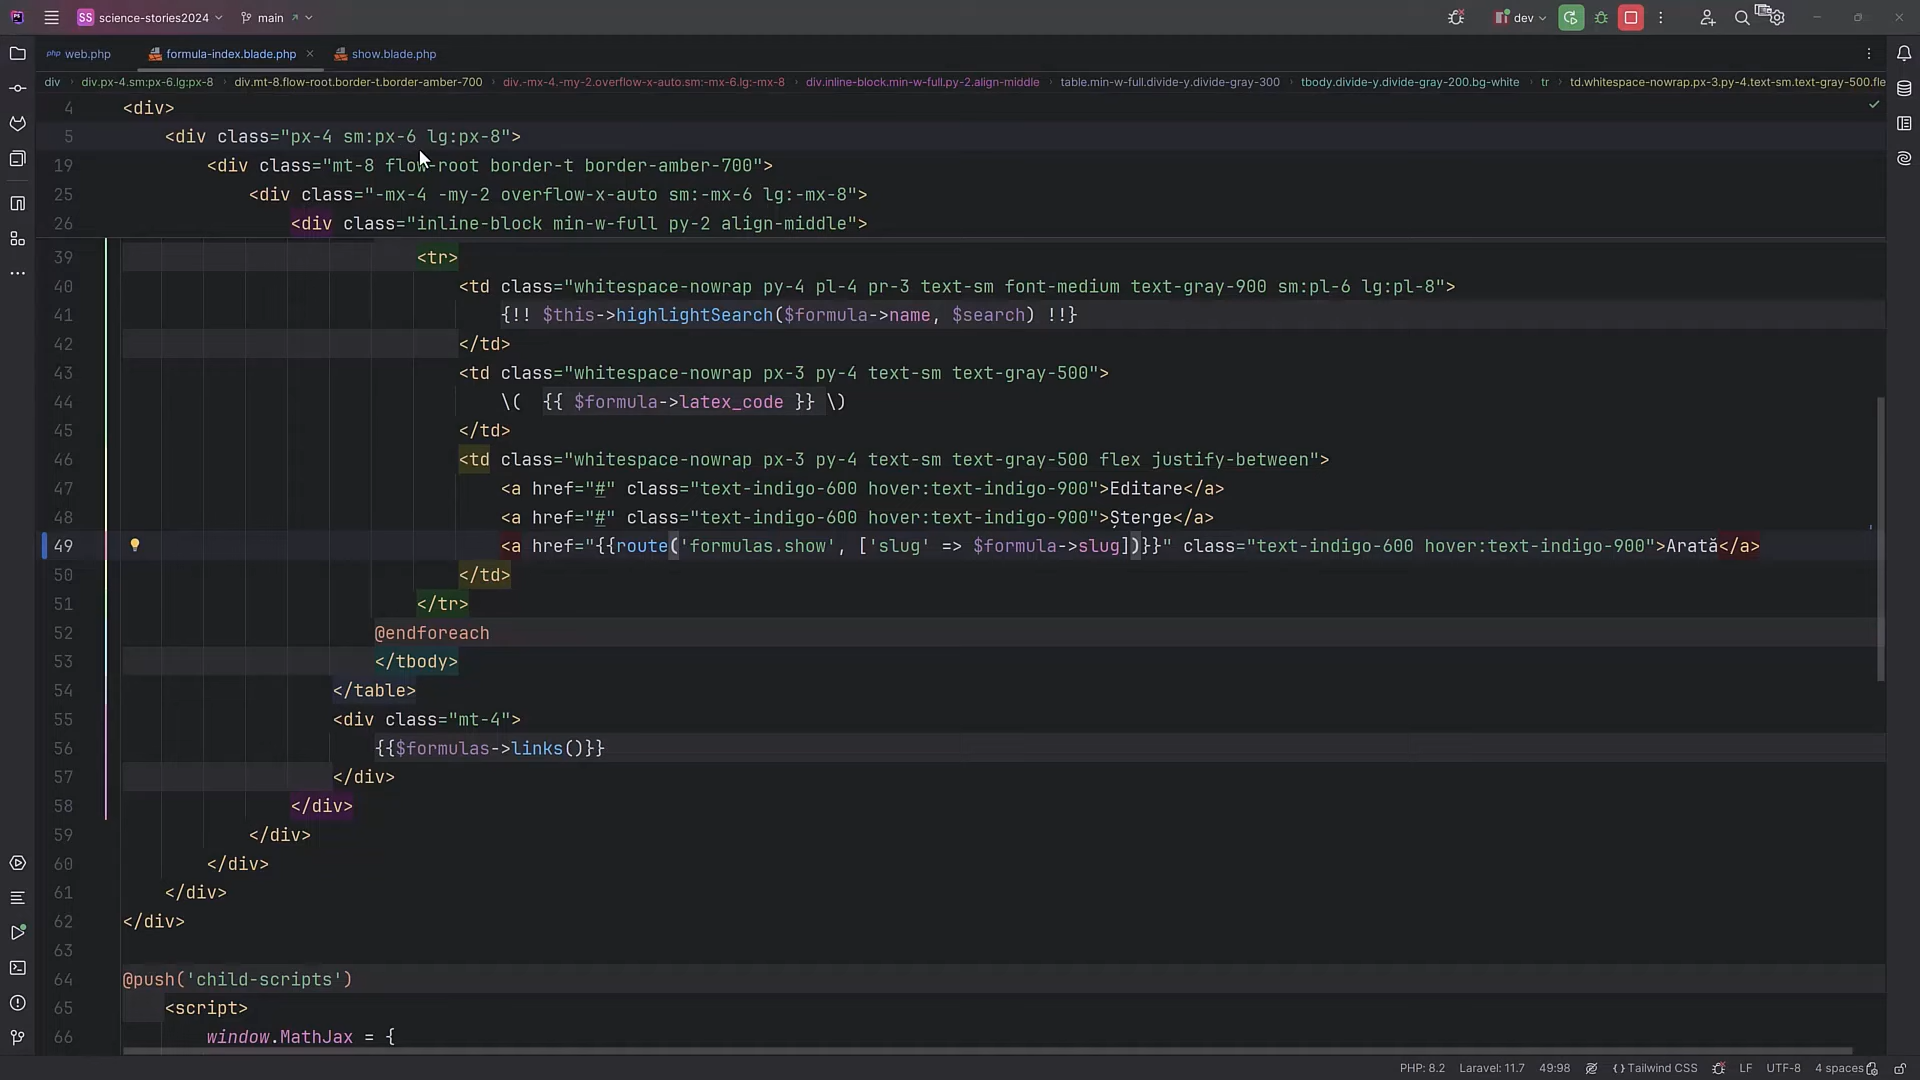 SS science-stories2024 main dev
php web.php formula-index.blade.php show.blade.php
div div.px-4.sm:px-6.lg:px-8 div.mt-8.flow-root.border-t.border-amber-700 div.-mx-4.-my-2.overflow-x-auto.sm:-mx-6.lg:-mx-8 div.inline-block.min-w-full.py-2.align-middle table.min-w-full.divide-y.divide-gray-300 tbody.divide-y.divide-gray-200.bg-white tr td.whitespace-nowrap.px-3.py-4.text-sm.text-gray-500.fle
4 <div>
5 <div class="px-4 sm:px-6 lg:px-8">
19 <div class="mt-8 flow-root border-t border-amber-700">
25 <div class="-mx-4 -my-2 overflow-x-auto sm:-mx-6 lg:-mx-8">
26 <div class="inline-block min-w-full py-2 align-middle">
39 <tr>
40 <td class="whitespace-nowrap py-4 pl-4 pr-3 text-sm font-medium text-gray-900 sm:pl-6 lg:pl-8">
41 {!! $this->highlightSearch($formula->name, $search) !!}
42 </td>
43 <td class="whitespace-nowrap px-3 py-4 text-sm text-gray-500">
44 \( {{ $formula->latex_code }} \)
45 </td>
46 <td class="whitespace-nowrap px-3 py-4 text-sm text-gray-500 flex justify-between">
47 <a href="#" class="text-indigo-600 hover:text-indigo-900">Editare</a>
48 <a href="#" class="text-indigo-600 hover:text-indigo-900">Șterge</a>
49 <a href="{{route('formulas.show', ['slug' => $formula->slug])}}" class="text-indigo-600 hover:text-indigo-900">Arată</a>
50 </td>
51 </tr>
52 @endforeach
53 </tbody>
54 </table>
55 <div class="mt-4">
56 {{$formulas->links()}}
57 </div>
58 </div>
59 </div>
60 </div>
61 </div>
62 </div>
63
64 @push('child-scripts')
65 <script>
66 window.MathJax = {
PHP: 8.2 Laravel: 11.7 49:98 Tailwind CSS LF UTF-8 4 spaces